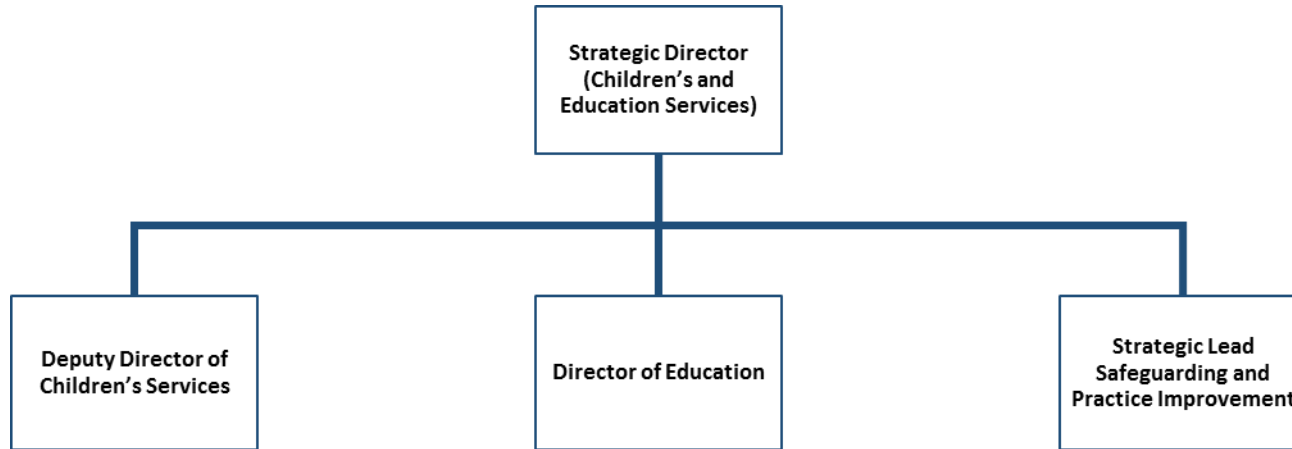 Strategic Director
(Children’s and
Education Services)
Deputy Director of
Children’s Services
Director of Education
Strategic Lead
Safeguarding and
Practice Improvement